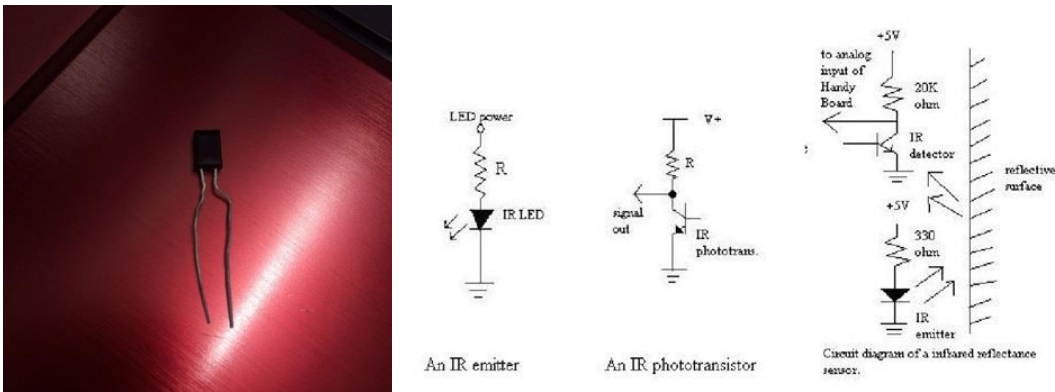 LED power
R
IR LED
An IR emitter
V+
R
signal
out
IR
phototrans.
An IR phototransistor
+5V
to analog
input of
Handy
Board
20K
ohm
IR
detector
reflective
surface
+5V
330
ohm
IR
emitter
Circuit diagram of a infrared reflectance
sensor.